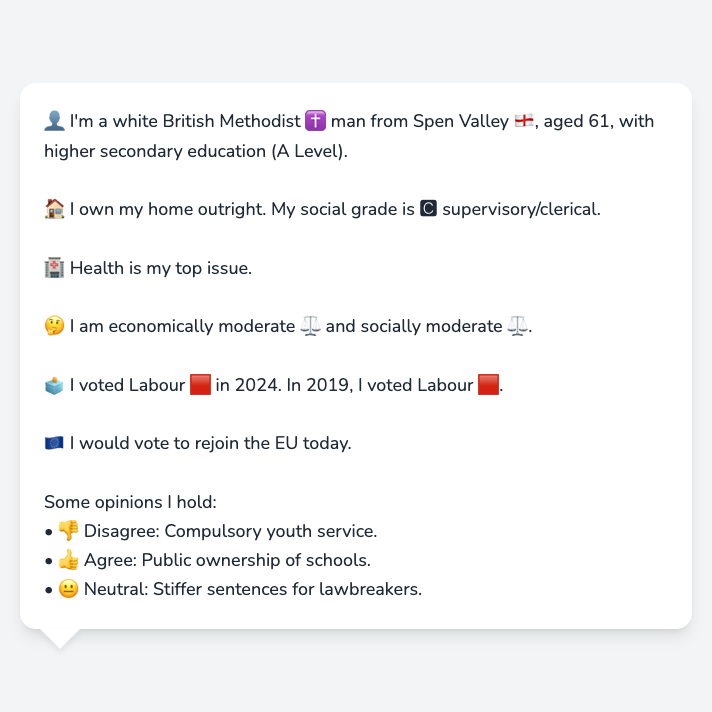 👤 I'm a white British Methodist ✝️ man from Spen Valley 🏴󠁧󠁢󠁥󠁮󠁧󠁿, aged 61, with
higher secondary education (A Level).
🏠 I own my home outright. My social grade is 🅲 supervisory/clerical.
🏥 Health is my top issue.
🤔 I am economically moderate ⚖️ and socially moderate ⚖️.
🗳️ I voted Labour 🟥 in 2024. In 2019, I voted Labour 🟥.
🇪🇺 I would vote to rejoin the EU today.
Some opinions I hold:
• 👎 Disagree: Compulsory youth service.
• 👍 Agree: Public ownership of schools.
• 😐 Neutral: Stiffer sentences for lawbreakers.